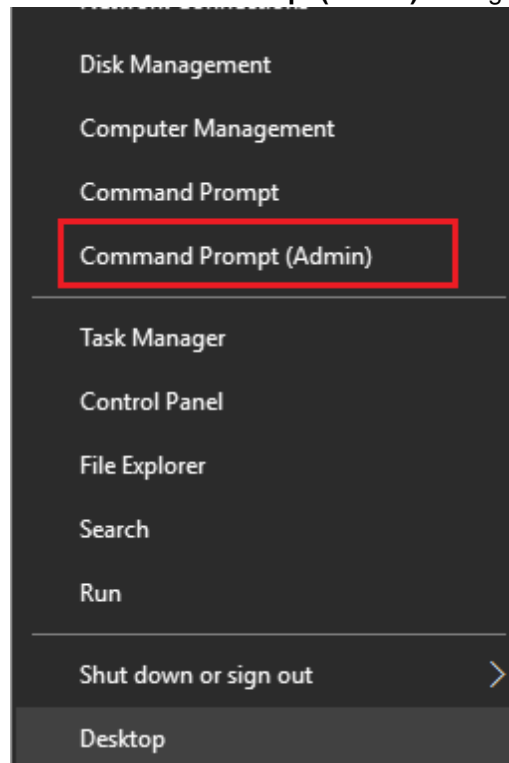 Disk Management
Computer Management
Command Prompt
Command Prompt (Admin)
Task Manager
Control Panel
File Explorer
Search
Run
Shut down or sign out
Desktop